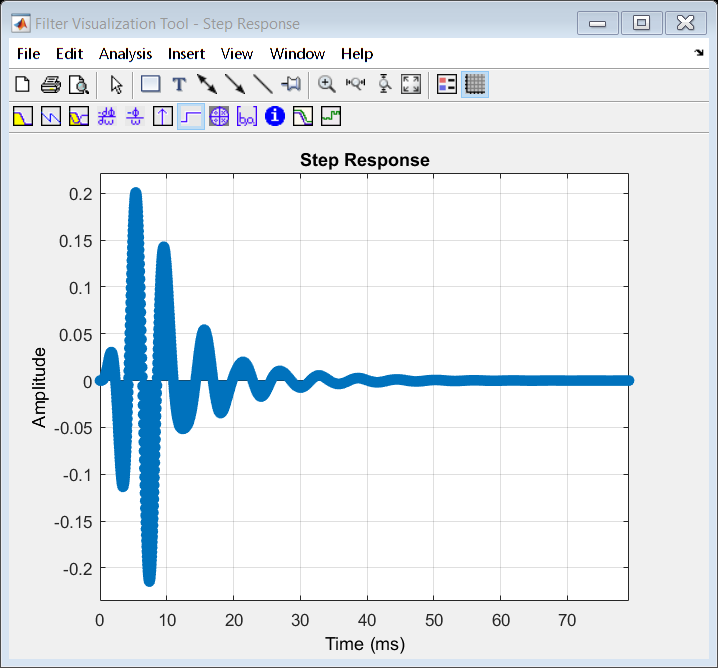 Filter Visualization Tool - Step Response
File Edit Analysis Insert View Window Help
Step Response
0.2
0.15
0.1
0.05
0
-0.05
-0.1
-0.15
-0.2
Amplitude
0 10 20 30 40 50 60 70
Time (ms)